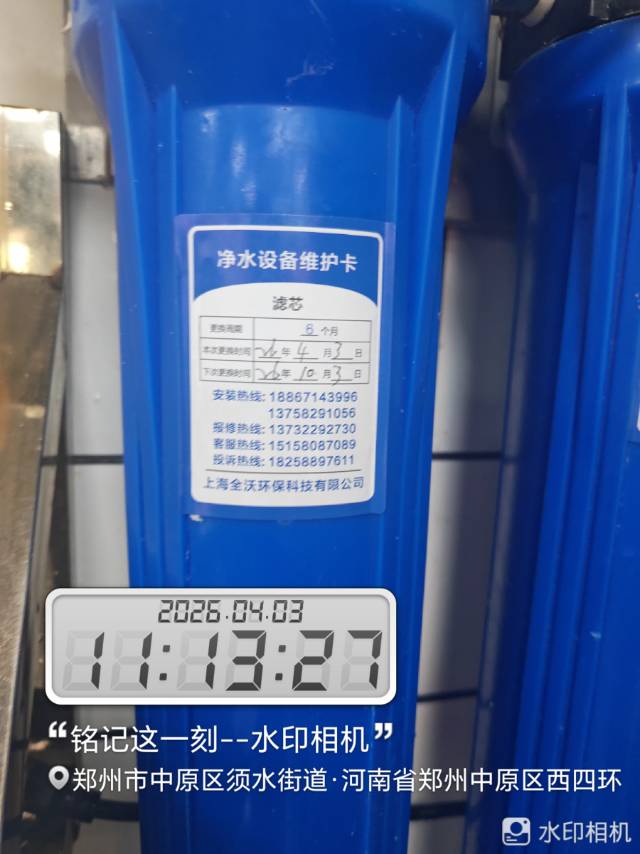 净水设备维护卡
滤芯
更换周期 6 个月
本次更换时间 26 年 4 月 3 日
下次更换时间 26 年 10 月 3 日
安装热线: 18867143996
13758291056
报修热线: 13732292730
客服热线: 15158087089
投诉热线: 18258897611
上海全沃环保科技有限公司
2026.04.03
11:13:27
“铭记这一刻--水印相机”
郑州市中原区须水街道·河南省郑州中原区西四环
水印相机